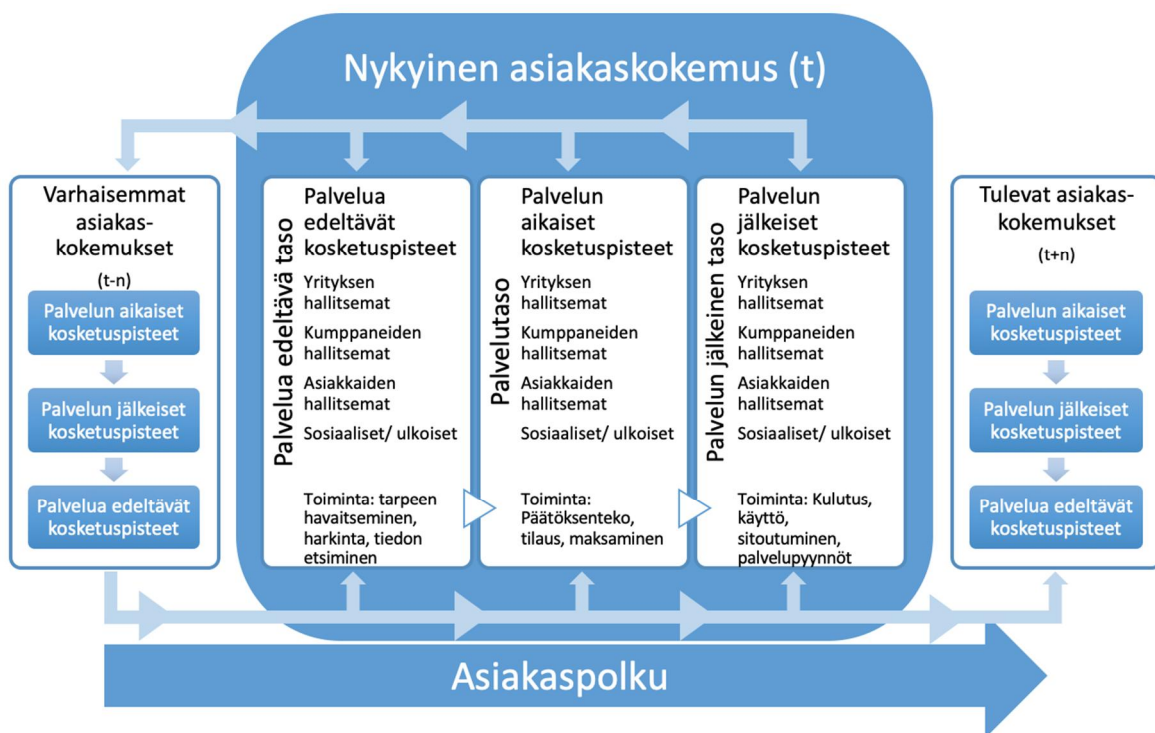 Nykyinen asiakaskokemus (t)
Varhaisemmat
asiakas-
kokemukset
(t-n)
Palvelun aikaiset
kosketuspisteet
Palvelun jälkeiset
kosketuspisteet
Palvelua edeltävät
kosketuspisteet
Palvelua edeltävä taso
Palvelua
edeltävät
kosketuspisteet
Yrityksen
hallitsemat
Kumppaneiden
hallitsemat
Asiakkaiden
hallitsemat
Sosiaaliset/ ulkoiset
Toiminta: tarpeen
havaitseminen,
harkinta, tiedon
etsiminen
Palvelutaso
Palvelun
aikaiset
kosketuspisteet
Yrityksen
hallitsemat
Kumppaneiden
hallitsemat
Asiakkaiden
hallitsemat
Sosiaaliset/ ulkoiset
Toiminta:
Päätöksenteko,
tilaus, maksaminen
Palvelun jälkeinen taso
Palvelun
jälkeiset
kosketuspisteet
Yrityksen
hallitsemat
Kumppaneiden
hallitsemat
Asiakkaiden
hallitsemat
Sosiaaliset/ ulkoiset
Toiminta: Kulutus,
käyttö,
sitoutuminen,
palvelupyynnöt
Tulevat asiakas-
kokemukset
(t+n)
Palvelun aikaiset
kosketuspisteet
Palvelun jälkeiset
kosketuspisteet
Palvelua edeltävät
kosketuspisteet
Asiakaspolku